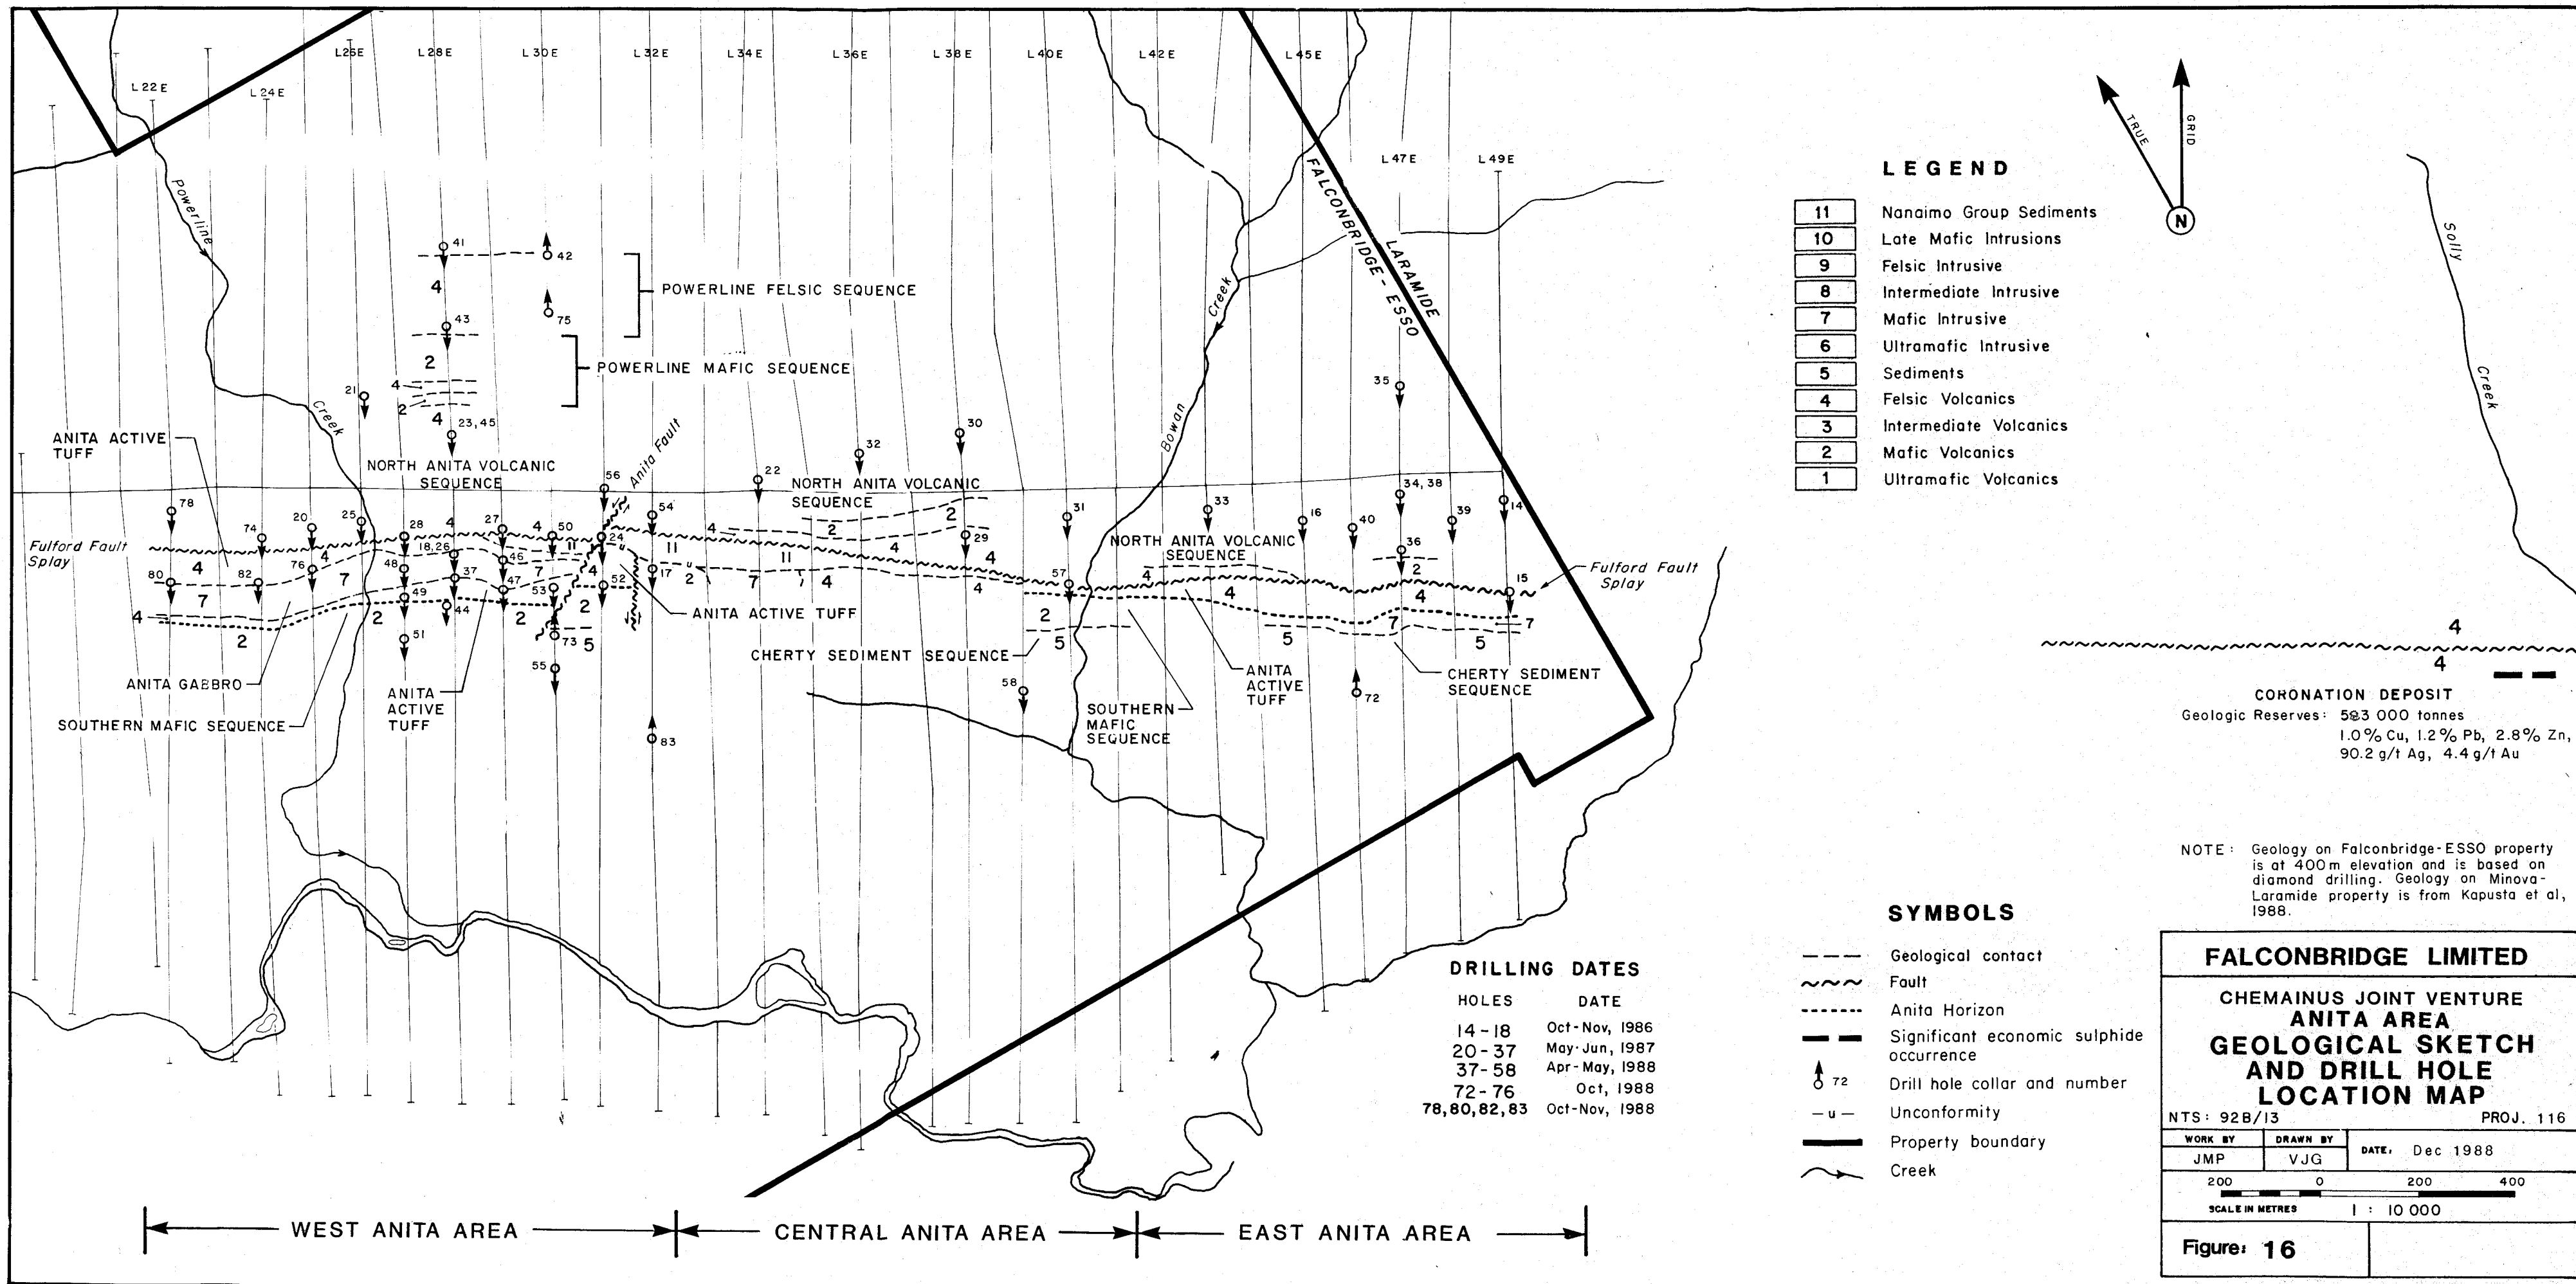 L22E
L24E
L26E
L28E
L30E
L32E
L34E
L36E
L38E
L40E
L42E
L45E
L47E
L49E
Powerline
Creek
Bowan
Creek
Solly
Creek
FALCONBRIDGE - ESSO
LARAMIDE
TRUE
GRID
N
41
42
4
75
43
2
4
2
4
21
23,45
POWERLINE FELSIC SEQUENCE
POWERLINE MAFIC SEQUENCE
ANITA ACTIVE
TUFF
NORTH ANITA VOLCANIC
SEQUENCE
Anita Fault
NORTH ANITA VOLCANIC
SEQUENCE
NORTH ANITA VOLCANIC
SEQUENCE
Fulford Fault
Splay
Fulford Fault
Splay
78
74
20
25
28
4
27
4
50
56
54
22
32
30
31
33
35
34,38
16
40
39
14
36
15
29
57
18,26
46
24
11
11
11
80
82
76
48
37
47
53
52
17
49
44
51
73
55
83
58
72
4
7
4
7
7
4
2
2
2
2
5
4
2
u
2
7
4
4
2
2
4
4
4
4
4
2
4
2
5
5
7
7
5
ANITA ACTIVE TUFF
CHERTY SEDIMENT SEQUENCE
ANITA GABBRO
SOUTHERN MAFIC SEQUENCE
ANITA
ACTIVE
TUFF
SOUTHERN
MAFIC
SEQUENCE
ANITA
ACTIVE
TUFF
CHERTY SEDIMENT
SEQUENCE
LEGEND
11 Nanaimo Group Sediments
10 Late Mafic Intrusions
9 Felsic Intrusive
8 Intermediate Intrusive
7 Mafic Intrusive
6 Ultramafic Intrusive
5 Sediments
4 Felsic Volcanics
3 Intermediate Volcanics
2 Mafic Volcanics
1 Ultramafic Volcanics
4
4
CORONATION DEPOSIT
Geologic Reserves: 593 000 tonnes
1.0% Cu, 1.2% Pb, 2.8% Zn,
90.2 g/t Ag, 4.4 g/t Au
NOTE: Geology on Falconbridge-ESSO property
is at 400m elevation and is based on
diamond drilling. Geology on Minova-
Laramide property is from Kapusta et al,
1988.
SYMBOLS
Geological contact
Fault
Anita Horizon
Significant economic sulphide
occurrence
72 Drill hole collar and number
- u - Unconformity
Property boundary
Creek
DRILLING DATES
HOLES DATE
14-18 Oct-Nov, 1986
20-37 May-Jun, 1987
37-58 Apr-May, 1988
72-76 Oct, 1988
78,80,82,83 Oct-Nov, 1988
WEST ANITA AREA
CENTRAL ANITA AREA
EAST ANITA AREA
FALCONBRIDGE LIMITED
CHEMAINUS JOINT VENTURE
ANITA AREA
GEOLOGICAL SKETCH
AND DRILL HOLE
LOCATION MAP
NTS: 92B/13 PROJ. 116
WORK BY DRAWN BY DATE: Dec 1988
JMP VJG
200 0 200 400
SCALE IN METRES 1 : 10 000
Figure: 16